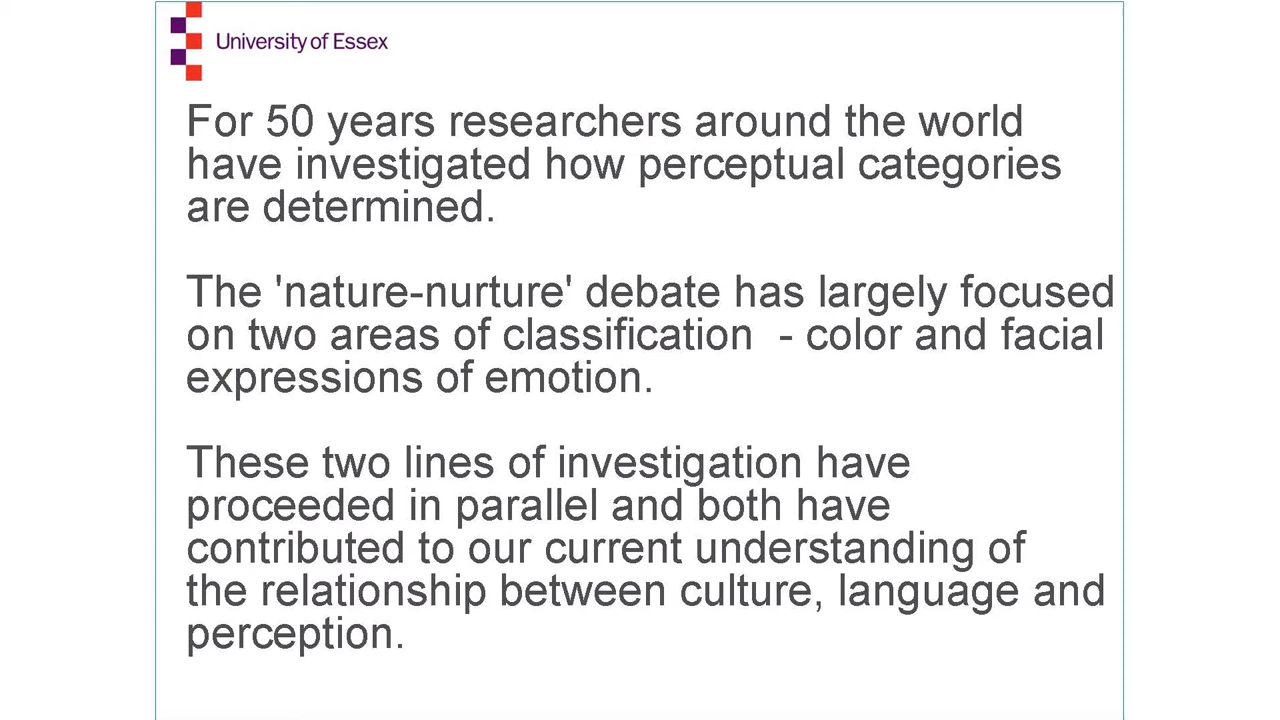 University of Essex
For 50 years researchers around the world
have investigated how perceptual categories
are determined.
The 'nature-nurture' debate has largely focused
on two areas of classification  - color and facial
expressions of emotion.
These two lines of investigation have
proceeded in parallel and both have
contributed to our current understanding of
the relationship between culture, language and
perception.